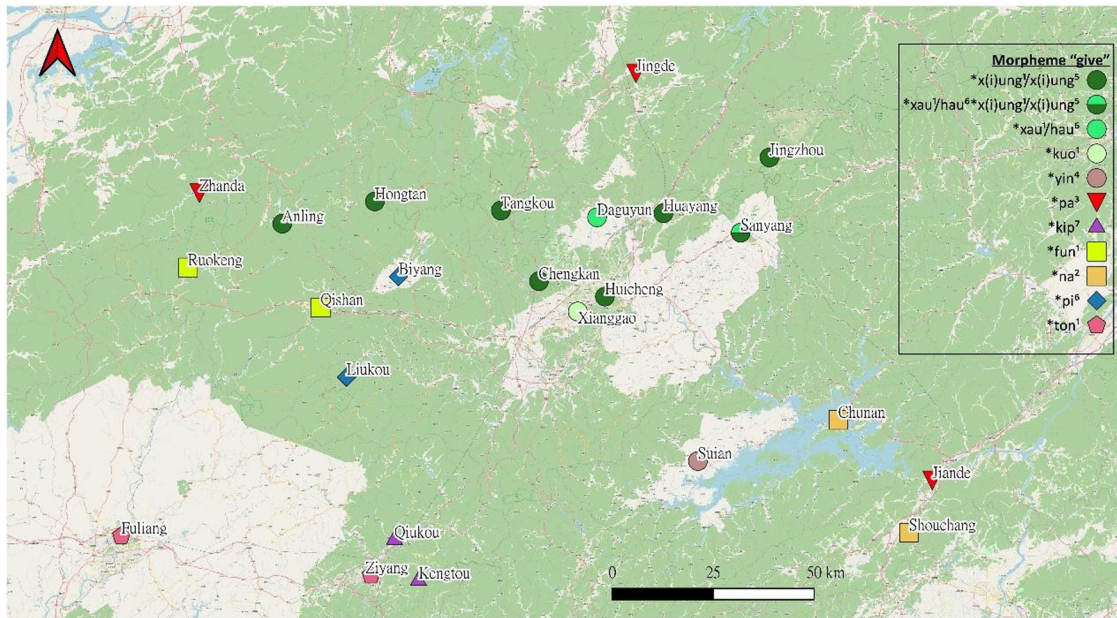 Jingde
Morpheme “give”
*x(i)ung⁷/x(i)ung⁵
*xau⁷/hau⁶*x(i)ung⁷/x(i)ung⁵
*xau⁷/hau⁶
*kuo¹
*yin⁴
*pa³
*kip⁷
*fun¹
*na²
*pi⁶
*ton¹
Jingzhou
Zhanda
Hongtan
Anling
Tangkou
Daguyun
Huayang
Sanyang
Ruokeng
Biyang
Chengkan
Huicheng
Qishan
Xianggao
Liukou
Chunan
Suian
Jiande
Fuliang
Qiukou
Shouchang
Ziyang
Kengtou
0 25 50 km